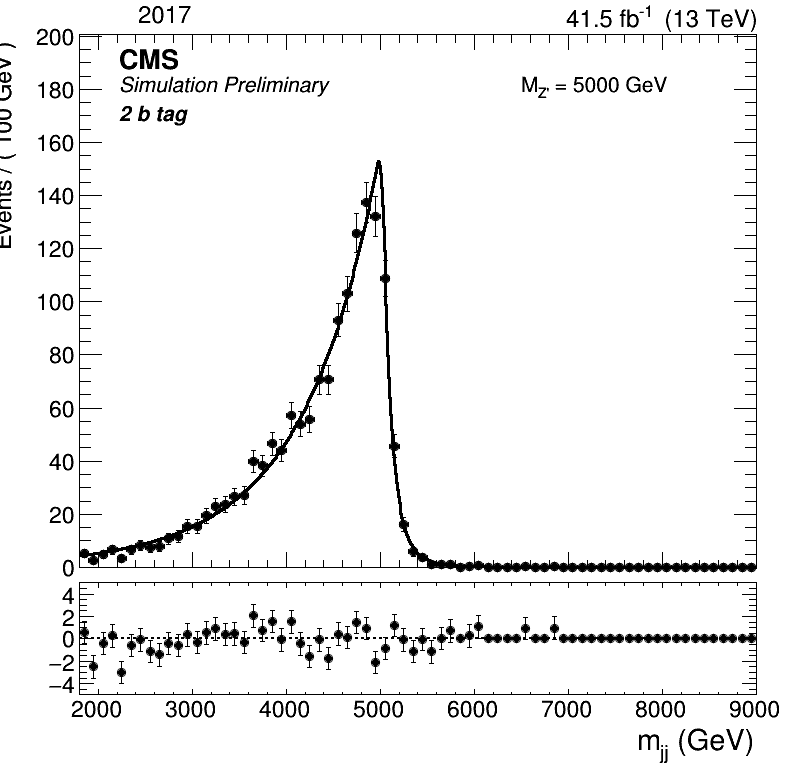 2017 41.5 fb⁻¹ (13 TeV)
CMS
Simulation Preliminary
2 b tag
M_Z' = 5000 GeV
Events / ( 100 GeV )
200
180
160
140
120
100
80
60
40
20
0
4
2
0
−2
−4
2000 3000 4000 5000 6000 7000 8000 9000
m_jj (GeV)